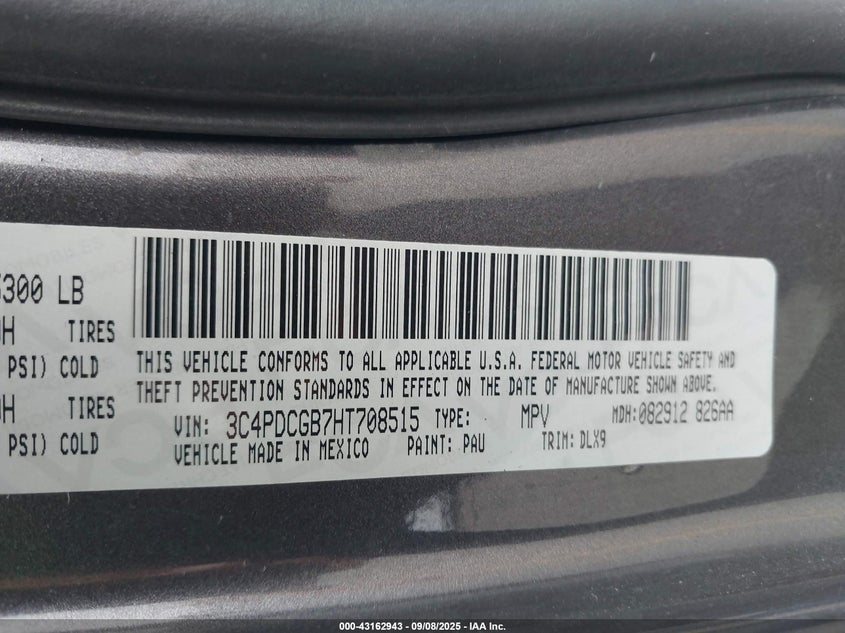 300 LB
TIRES
PSI) COLD
TIRES
PSI) COLD
THIS VEHICLE CONFORMS TO ALL APPLICABLE U.S.A. FEDERAL MOTOR VEHICLE SAFETY AND
THEFT PREVENTION STANDARDS IN EFFECT ON THE DATE OF MANUFACTURE SHOWN ABOVE.
VIN: 3C4PDCGB7HT708515 TYPE: MPV MDH:082912 826AA
VEHICLE MADE IN MEXICO PAINT: PAU TRIM: DLX9
000-43162943 - 09/08/2025 - IAA Inc.